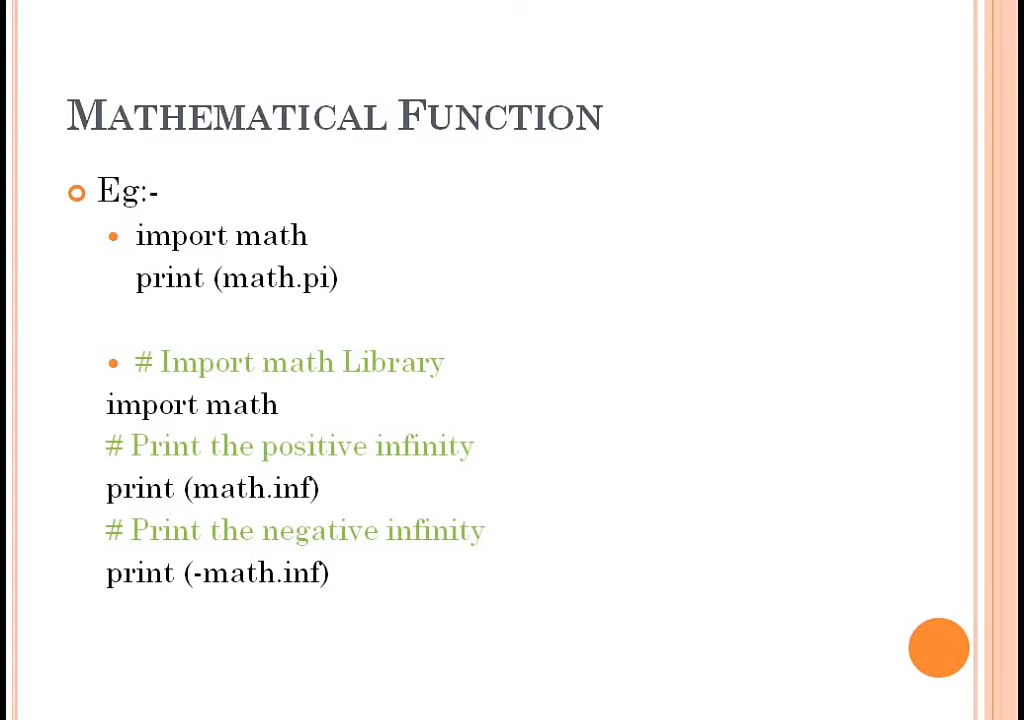 MATHEMATICAL FUNCTION
Eg:-
import math
print (math.pi)
# Import math Library
import math
# Print the positive infinity
print (math.inf)
# Print the negative infinity
print (-math.inf)